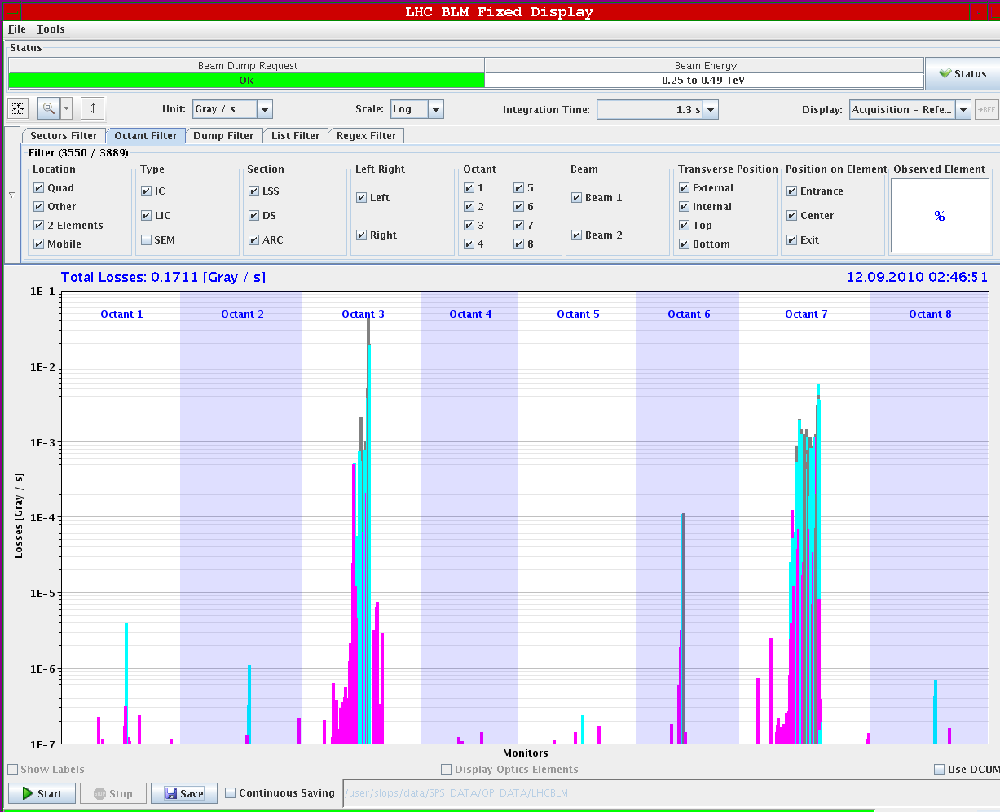 LHC BLM Fixed Display
File Tools
Status
Beam Dump Request Beam Energy
Ok 0.25 to 0.49 TeV
Status
Unit: Gray / s Scale: Log Integration Time: 1.3 s Display: Acquisition - Refe... →REF
Sectors Filter Octant Filter Dump Filter List Filter Regex Filter
Filter (3550 / 3889)
Location Type Section Left Right Octant Beam Transverse Position Position on Element Observed Element
Quad IC LSS Left 1 5 Beam 1 External Entrance
Other LIC DS Right 2 6 Beam 2 Internal Center %
2 Elements SEM ARC 3 7 Top Exit
Mobile 4 8 Bottom
Total Losses: 0.1711 [Gray / s] 12.09.2010 02:46:51
1E-1
Octant 1 Octant 2 Octant 3 Octant 4 Octant 5 Octant 6 Octant 7 Octant 8
1E-2
1E-3
1E-4
1E-5
1E-6
1E-7
Losses [Gray / s]
Monitors
Show Labels Display Optics Elements Use DCUM
Start STOP Stop Save Continuous Saving /user/slops/data/SPS_DATA/OP_DATA/LHCBLM